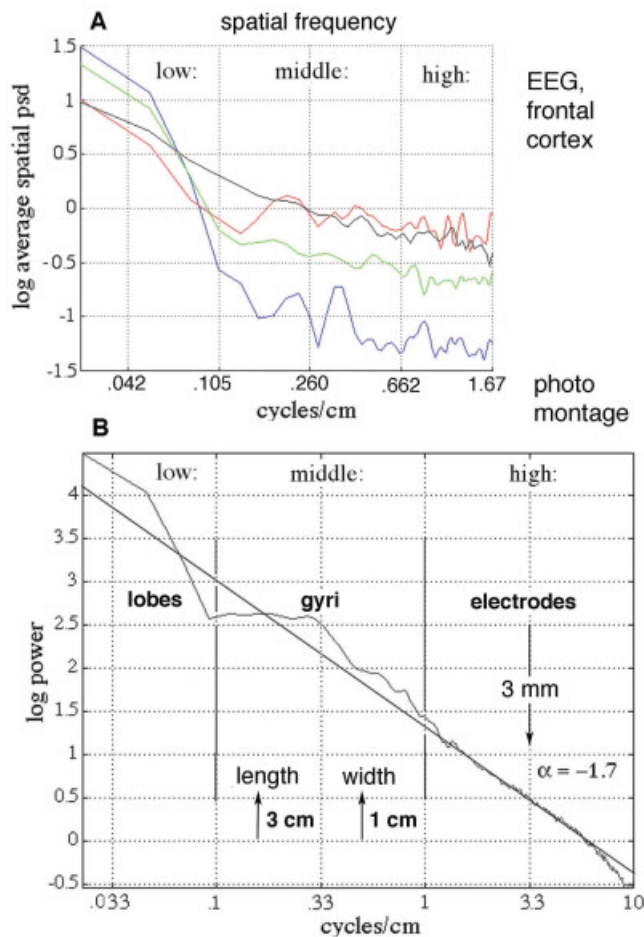 A
spatial frequency
1.5
1
0.5
0
-0.5
-1
-1.5
log average spatial psd
low: middle: high:
EEG,
frontal
cortex
.042 .105 .260 .662 1.67
cycles/cm
photo
montage
B
low: middle: high:
4
3.5
3
2.5
2
1.5
1
0.5
0
-0.5
log power
lobes gyri electrodes
3 mm
α = −1.7
length width
3 cm 1 cm
.033 .1 .33 1 3.3 10
cycles/cm